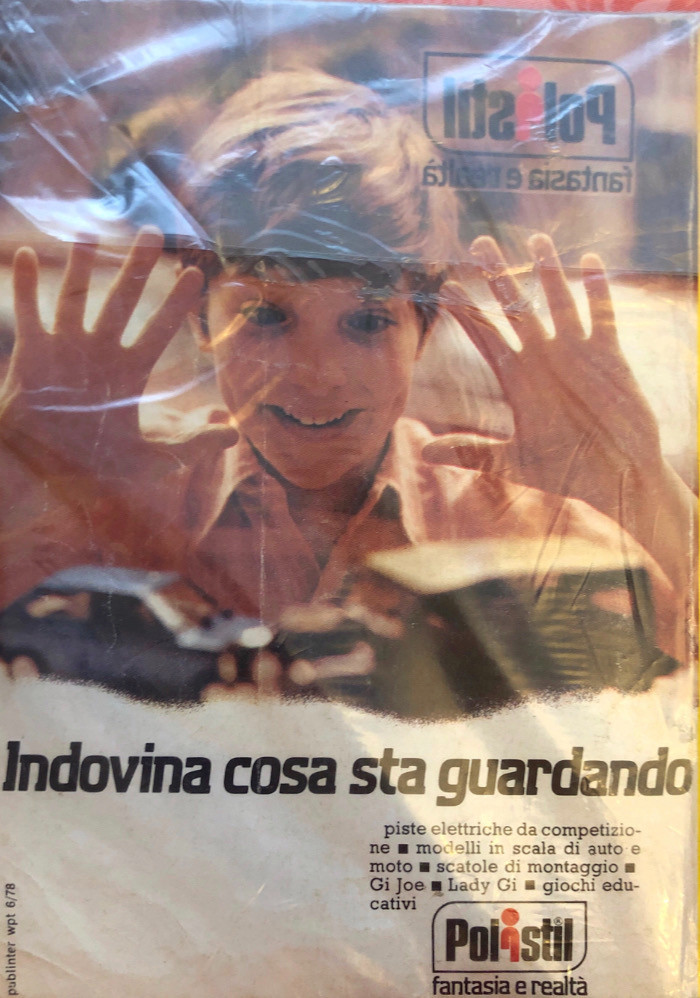 Polistil
fantasia e realtà
Indovina cosa sta guardando
piste elettriche da competizio-
ne ■ modelli in scala di auto e
moto ■ scatole di montaggio ■
Gi Joe ■ Lady Gi ■ giochi edu-
cativi
Polistil®
fantasia e realtà
publinter wpt 6/78